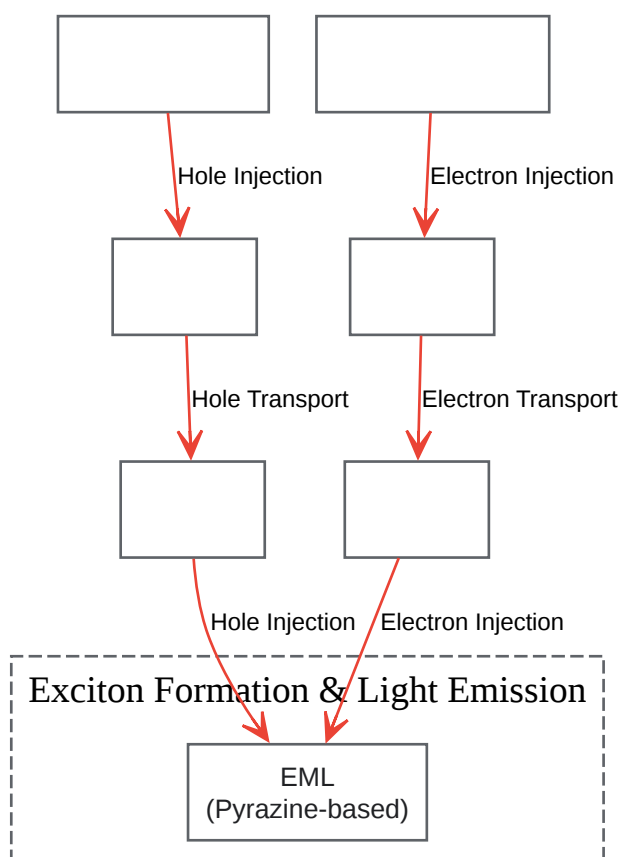 Hole Injection
Electron Injection
Hole Transport
Electron Transport
Hole Injection
Electron Injection
Exciton Formation & Light Emission
EML
(Pyrazine-based)